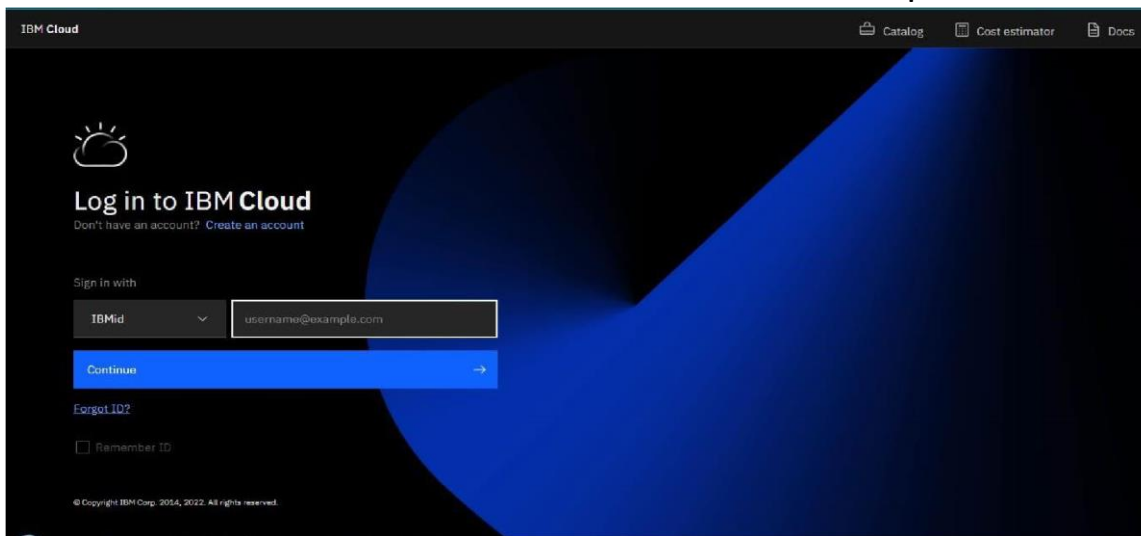 IBM Cloud
Catalog Cost estimator Docs
Log in to IBM Cloud
Don't have an account? Create an account
Sign in with
IBMid username@example.com
Continue →
Forgot ID?
Remember ID
© Copyright IBM Corp. 2014, 2022. All rights reserved.